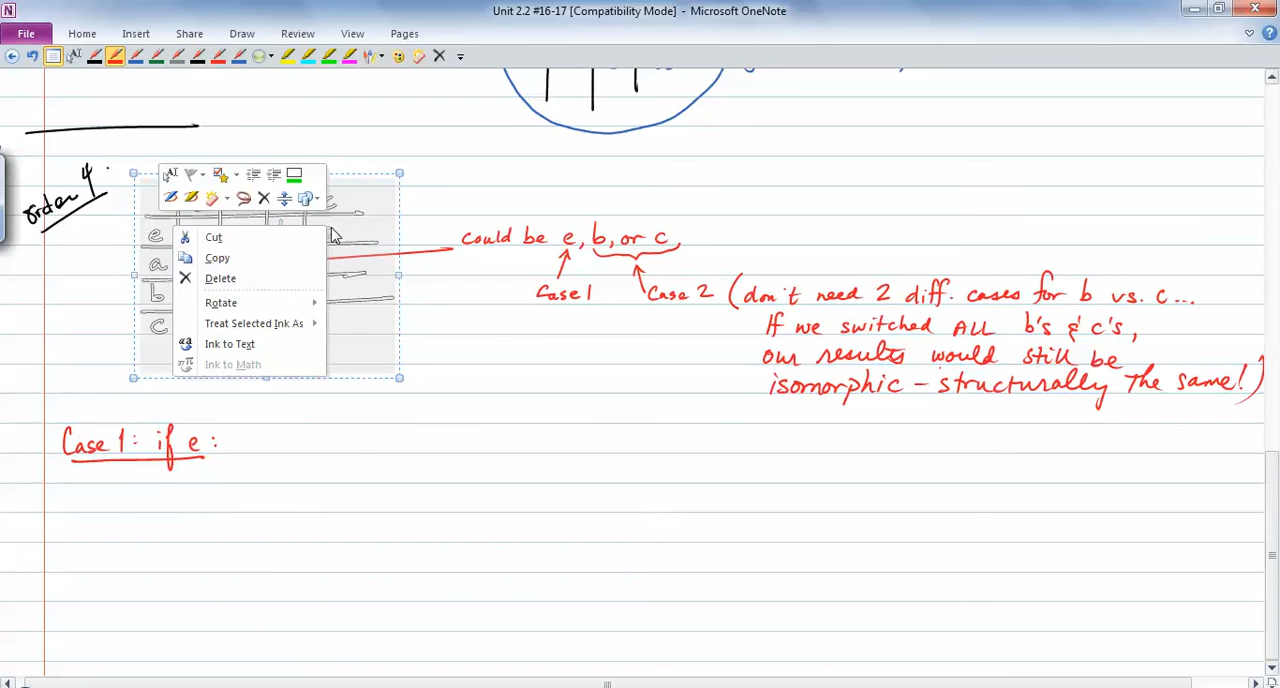 Unit 2.2 #16-17 [Compatibility Mode] - Microsoft OneNote
File Home Insert Share Draw Review View Pages
order 4
e
a
b
c
Cut
Copy
Delete
Rotate
Treat Selected Ink As
Ink to Text
Ink to Math
could be e, b, or c,
Case 1
Case 2 (don't need 2 diff. cases for b vs. c...
If we switched ALL b's & c's,
our results would still be
isomorphic - structurally the same!)
Case 1: if e: